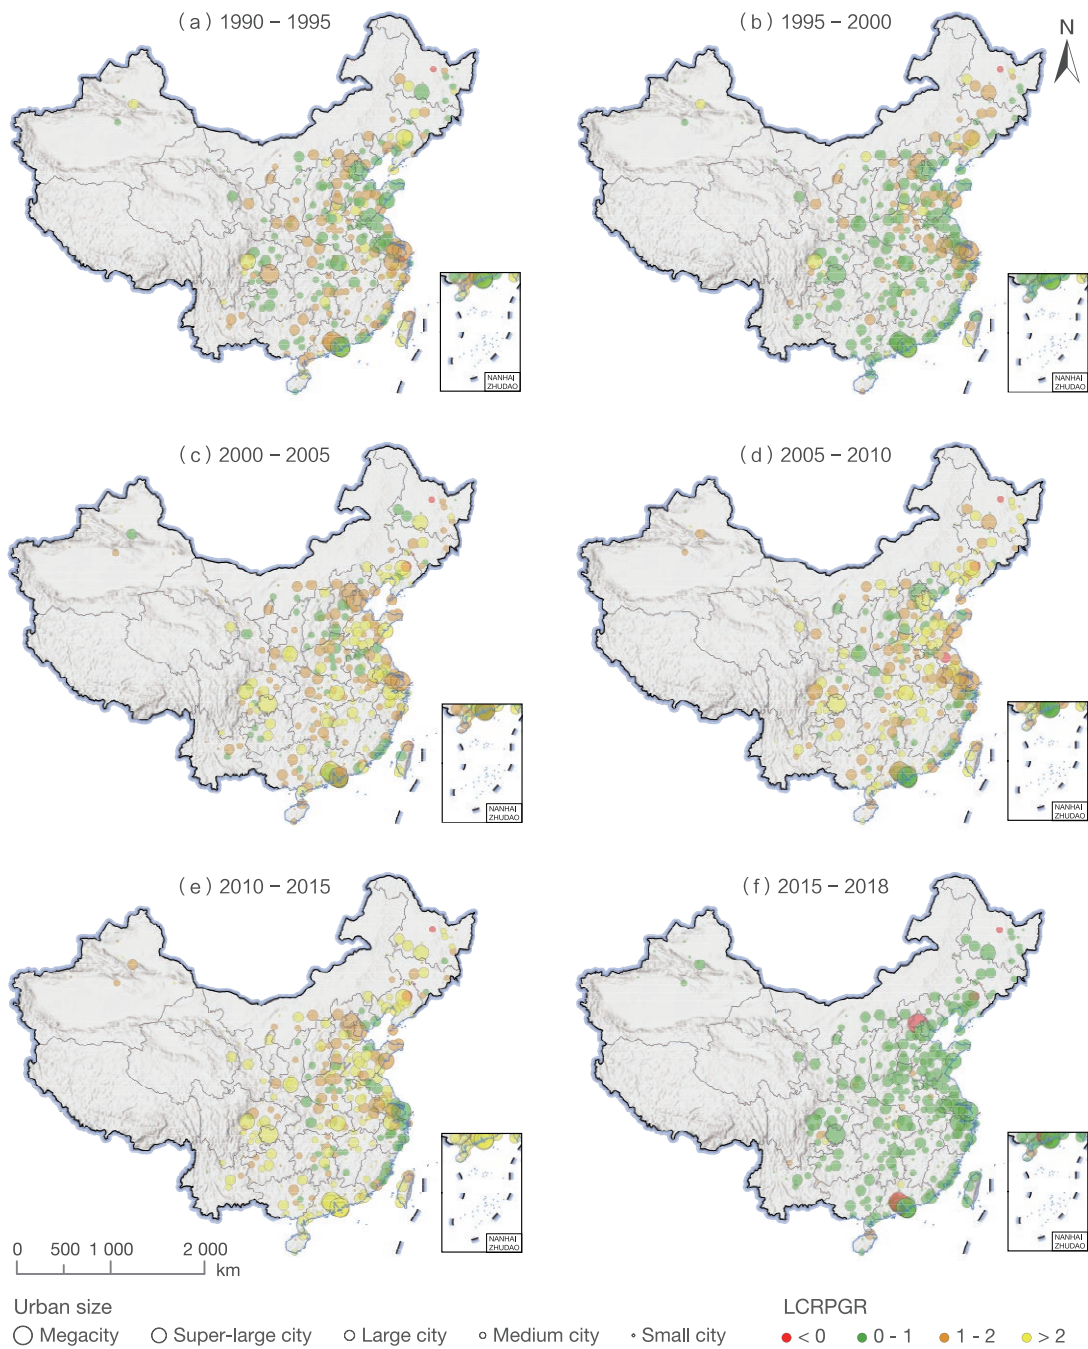 ( a ) 1990 – 1995
( b ) 1995 – 2000
N
NANHAI
ZHUDAO
NANHAI
ZHUDAO
( c ) 2000 – 2005
( d ) 2005 – 2010
NANHAI
ZHUDAO
NANHAI
ZHUDAO
( e ) 2010 – 2015
( f ) 2015 – 2018
NANHAI
ZHUDAO
NANHAI
ZHUDAO
0 500 1 000 2 000
km
Urban size
Megacity Super-large city Large city Medium city Small city
LCRPGR
< 0 0 - 1 1 - 2 > 2